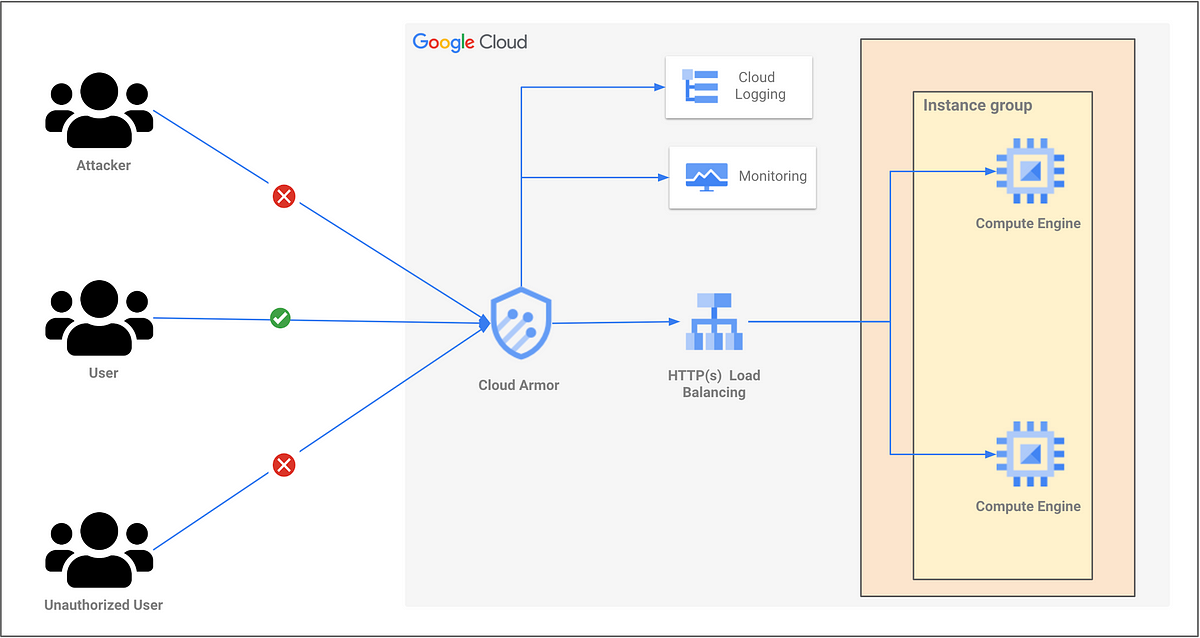 Google Cloud
Cloud
Logging
Instance group
Attacker
Monitoring
Compute Engine
User
Cloud Armor
HTTP(s) Load
Balancing
Compute Engine
Unauthorized User